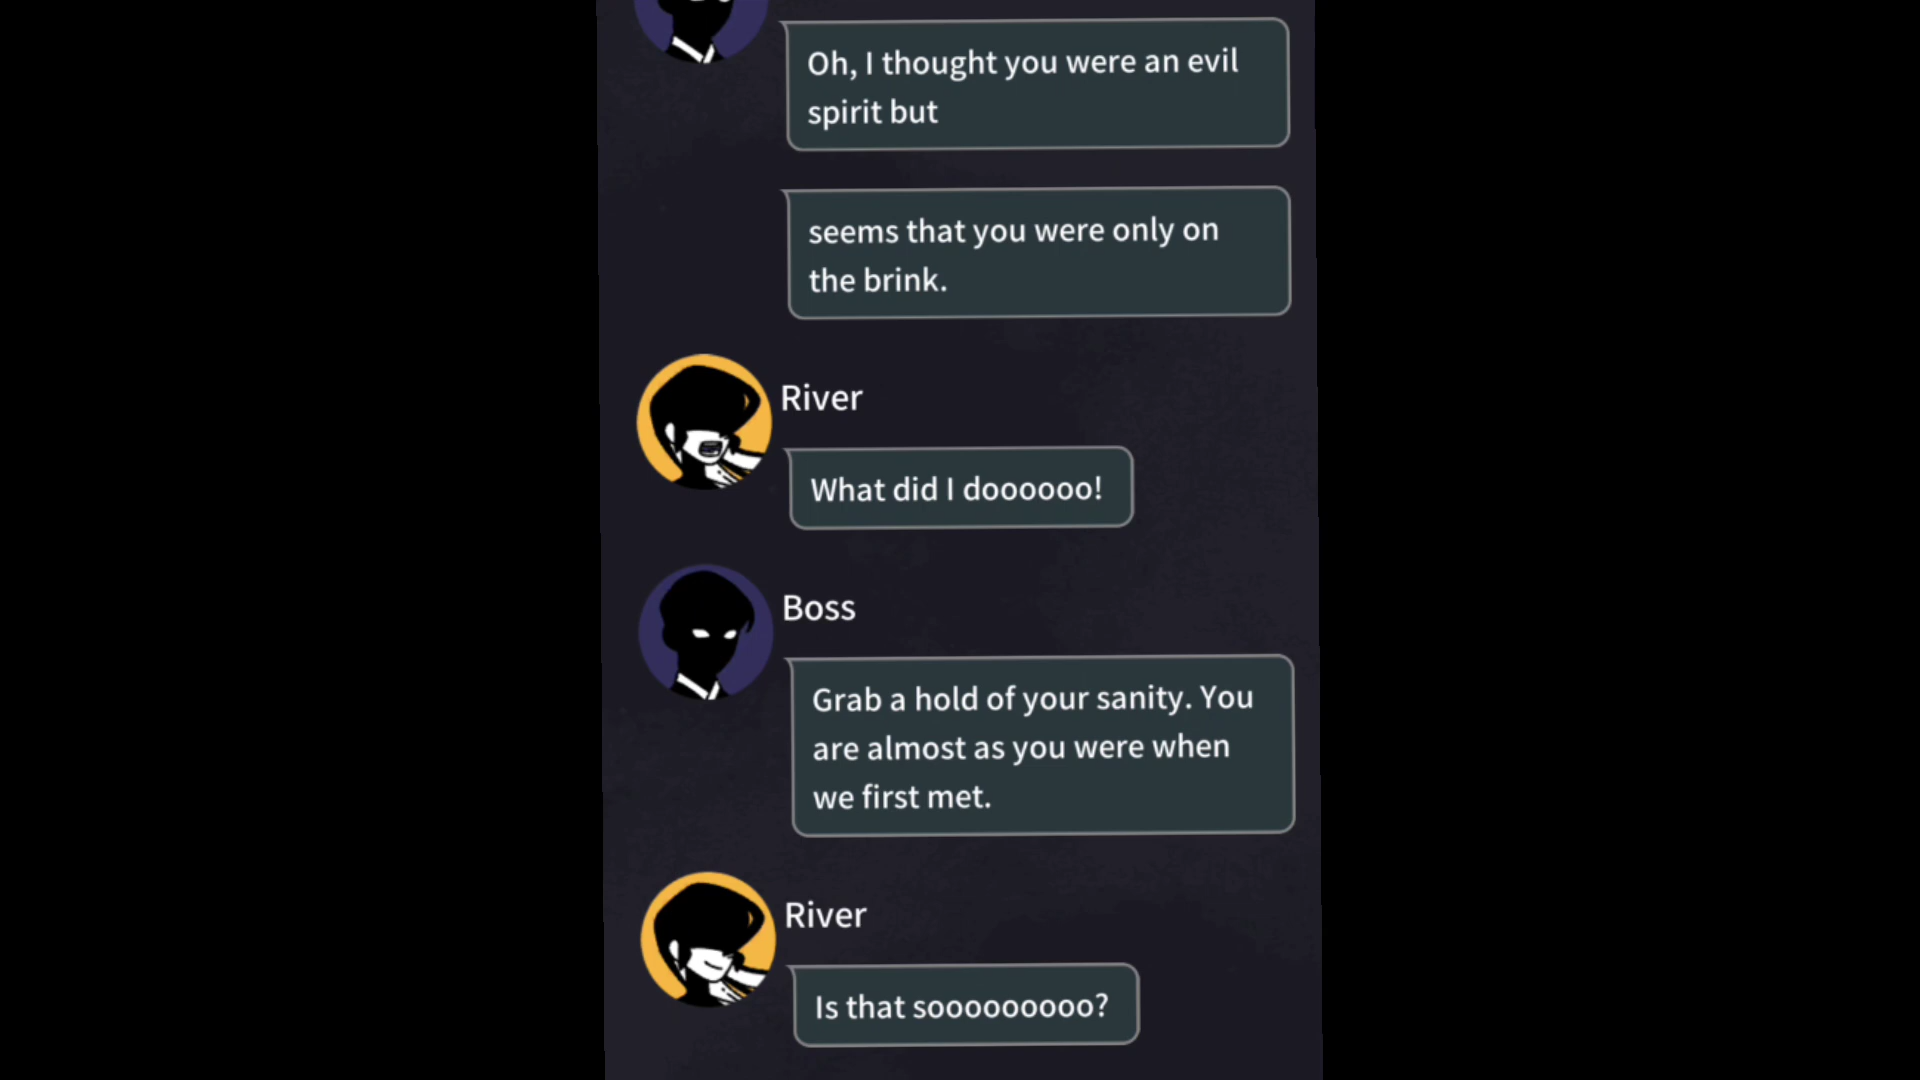 Oh, I thought you were an evil
spirit but
seems that you were only on
the brink.
River
What did I doooooo!
Boss
Grab a hold of your sanity. You
are almost as you were when
we first met.
River
Is that sooooooooo?